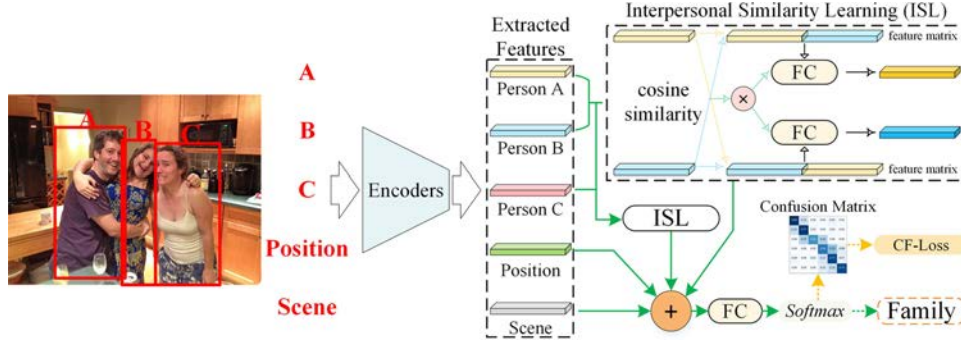 Interpersonal Similarity Learning (ISL)
Extracted
Features
feature matrix
A
Person A
FC
A
B
C
B
cosine
similarity
×
Person B
FC
C
Encoders
Person C
feature matrix
ISL
Confusion Matrix
CF-Loss
Position
Position
+
FC
Softmax
Family
Scene
Scene